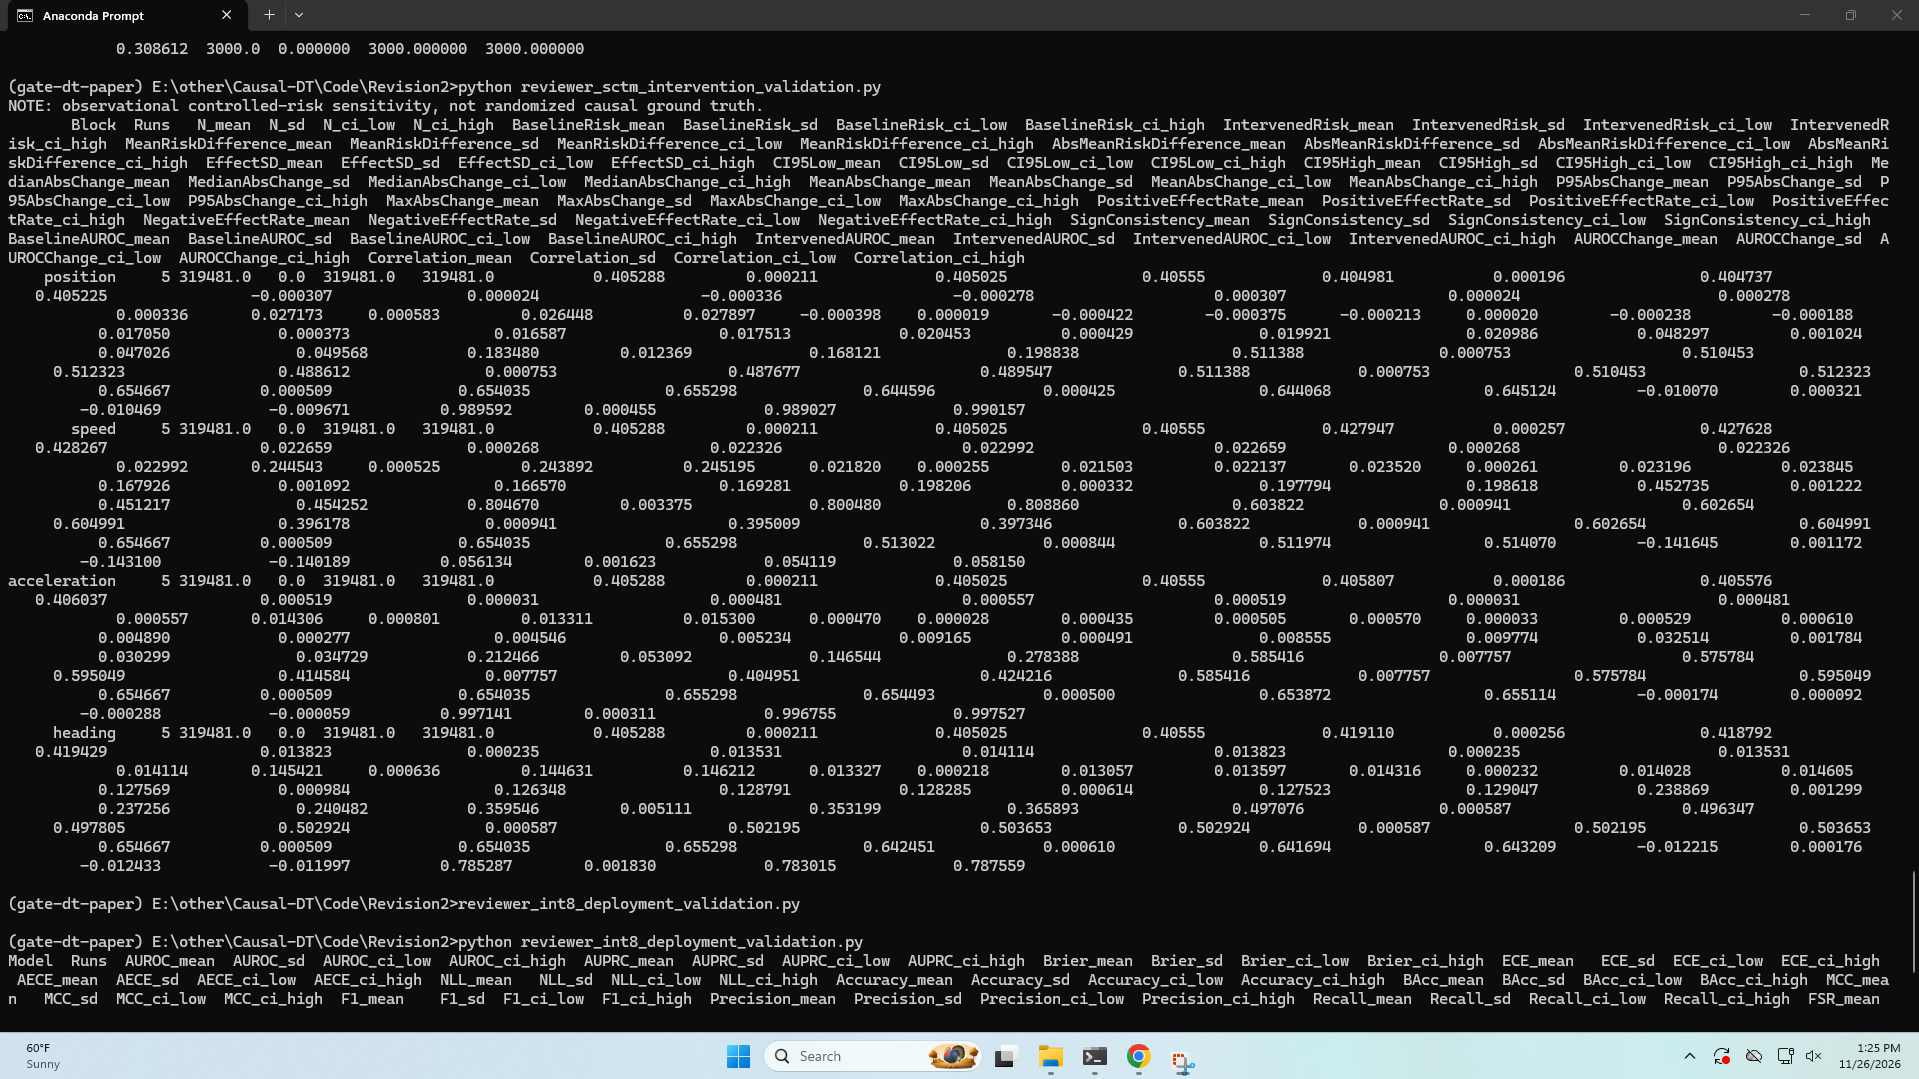 Anaconda Prompt
0.308612  3000.0  0.000000  3000.000000  3000.000000
(gate-dt-paper) E:\other\Causal-DT\Code\Revision2>python reviewer_sctm_intervention_validation.py
NOTE: observational controlled-risk sensitivity, not randomized causal ground truth.
Block  Runs   N_mean  N_sd  N_ci_low  N_ci_high  BaselineRisk_mean  BaselineRisk_sd  BaselineRisk_ci_low  BaselineRisk_ci_high  IntervenedRisk_mean  IntervenedRisk_sd  IntervenedRisk_ci_low  IntervenedR
isk_ci_high  MeanRiskDifference_mean  MeanRiskDifference_sd  MeanRiskDifference_ci_low  MeanRiskDifference_ci_high  AbsMeanRiskDifference_mean  AbsMeanRiskDifference_sd  AbsMeanRiskDifference_ci_low  AbsMeanRi
skDifference_ci_high  EffectSD_mean  EffectSD_sd  EffectSD_ci_low  EffectSD_ci_high  CI95Low_mean  CI95Low_sd  CI95Low_ci_low  CI95Low_ci_high  CI95High_mean  CI95High_sd  CI95High_ci_low  CI95High_ci_high  Me
dianAbsChange_mean  MedianAbsChange_sd  MedianAbsChange_ci_low  MedianAbsChange_ci_high  MeanAbsChange_mean  MeanAbsChange_sd  MeanAbsChange_ci_low  MeanAbsChange_ci_high  P95AbsChange_mean  P95AbsChange_sd  P
95AbsChange_ci_low  P95AbsChange_ci_high  MaxAbsChange_mean  MaxAbsChange_sd  MaxAbsChange_ci_low  MaxAbsChange_ci_high  PositiveEffectRate_mean  PositiveEffectRate_sd  PositiveEffectRate_ci_low  PositiveEffec
tRate_ci_high  NegativeEffectRate_mean  NegativeEffectRate_sd  NegativeEffectRate_ci_low  NegativeEffectRate_ci_high  SignConsistency_mean  SignConsistency_sd  SignConsistency_ci_low  SignConsistency_ci_high
BaselineAUROC_mean  BaselineAUROC_sd  BaselineAUROC_ci_low  BaselineAUROC_ci_high  IntervenedAUROC_mean  IntervenedAUROC_sd  IntervenedAUROC_ci_low  IntervenedAUROC_ci_high  AUROCChange_mean  AUROCChange_sd  A
UROCChange_ci_low  AUROCChange_ci_high  Correlation_mean  Correlation_sd  Correlation_ci_low  Correlation_ci_high
position  5 319481.0  0.0  319481.0  319481.0  0.405288  0.000211  0.405025  0.40555  0.404981  0.000196  0.404737
0.405225  -0.000307  0.000024  -0.000336  -0.000278  0.000307  0.000024  0.000278
0.000336  0.027173  0.000583  0.026448  0.027897  -0.000398  0.000019  -0.000422  -0.000375  -0.000213  0.000020  -0.000238  -0.000188
0.017050  0.000373  0.016587  0.017513  0.020453  0.000429  0.019921  0.020986  0.048297  0.001024
0.047026  0.049568  0.183480  0.012369  0.168121  0.198838  0.511388  0.000753  0.510453
0.512323  0.488612  0.000753  0.487677  0.489547  0.511388  0.000753  0.510453  0.512323
0.654667  0.000509  0.654035  0.655298  0.644596  0.000425  0.644068  0.645124  -0.010070  0.000321
-0.010469  -0.009671  0.989592  0.000455  0.989027  0.990157
speed  5 319481.0  0.0  319481.0  319481.0  0.405288  0.000211  0.405025  0.40555  0.427947  0.000257  0.427628
0.428267  0.022659  0.000268  0.022326  0.022992  0.022659  0.000268  0.022326
0.022992  0.244543  0.000525  0.243892  0.245195  0.021820  0.000255  0.021503  0.022137  0.023520  0.000261  0.023196  0.023845
0.167926  0.001092  0.166570  0.169281  0.198206  0.000332  0.197794  0.198618  0.452735  0.001222
0.451217  0.454252  0.804670  0.003375  0.800480  0.808860  0.603822  0.000941  0.602654
0.604991  0.396178  0.000941  0.395009  0.397346  0.603822  0.000941  0.602654  0.604991
0.654667  0.000509  0.654035  0.655298  0.513022  0.000844  0.511974  0.514070  -0.141645  0.001172
-0.143100  -0.140189  0.056134  0.001623  0.054119  0.058150
acceleration  5 319481.0  0.0  319481.0  319481.0  0.405288  0.000211  0.405025  0.40555  0.405807  0.000186  0.405576
0.406037  0.000519  0.000031  0.000481  0.000557  0.000519  0.000031  0.000481
0.000557  0.014306  0.000801  0.013311  0.015300  0.000470  0.000028  0.000435  0.000505  0.000570  0.000033  0.000529  0.000610
0.004890  0.000277  0.004546  0.005234  0.009165  0.000491  0.008555  0.009774  0.032514  0.001784
0.030299  0.034729  0.212466  0.053092  0.146544  0.278388  0.585416  0.007757  0.575784
0.595049  0.414584  0.007757  0.404951  0.424216  0.585416  0.007757  0.575784  0.595049
0.654667  0.000509  0.654035  0.655298  0.654493  0.000500  0.653872  0.655114  -0.000174  0.000092
-0.000288  -0.000059  0.997141  0.000311  0.996755  0.997527
heading  5 319481.0  0.0  319481.0  319481.0  0.405288  0.000211  0.405025  0.40555  0.419110  0.000256  0.418792
0.419429  0.013823  0.000235  0.013531  0.014114  0.013823  0.000235  0.013531
0.014114  0.145421  0.000636  0.144631  0.146212  0.013327  0.000218  0.013057  0.013597  0.014316  0.000232  0.014028  0.014605
0.127569  0.000984  0.126348  0.128791  0.128285  0.000614  0.127523  0.129047  0.238869  0.001299
0.237256  0.240482  0.359546  0.005111  0.353199  0.365893  0.497076  0.000587  0.496347
0.497805  0.502924  0.000587  0.502195  0.503653  0.502924  0.000587  0.502195  0.503653
0.654667  0.000509  0.654035  0.655298  0.642451  0.000610  0.641694  0.643209  -0.012215  0.000176
-0.012433  -0.011997  0.785287  0.001830  0.783015  0.787559
(gate-dt-paper) E:\other\Causal-DT\Code\Revision2>reviewer_int8_deployment_validation.py
(gate-dt-paper) E:\other\Causal-DT\Code\Revision2>python reviewer_int8_deployment_validation.py
Model  Runs  AUROC_mean  AUROC_sd  AUROC_ci_low  AUROC_ci_high  AUPRC_mean  AUPRC_sd  AUPRC_ci_low  AUPRC_ci_high  Brier_mean  Brier_sd  Brier_ci_low  Brier_ci_high  ECE_mean   ECE_sd  ECE_ci_low  ECE_ci_high
AECE_mean  AECE_sd  AECE_ci_low  AECE_ci_high  NLL_mean   NLL_sd  NLL_ci_low  NLL_ci_high  Accuracy_mean  Accuracy_sd  Accuracy_ci_low  Accuracy_ci_high  BAcc_mean  BAcc_sd  BAcc_ci_low  BAcc_ci_high  MCC_mea
n   MCC_sd  MCC_ci_low  MCC_ci_high  F1_mean    F1_sd  F1_ci_low  F1_ci_high  Precision_mean  Precision_sd  Precision_ci_low  Precision_ci_high  Recall_mean  Recall_sd  Recall_ci_low  Recall_ci_high  FSR_mean
60°F
Sunny
Search
1:25 PM
11/26/2026